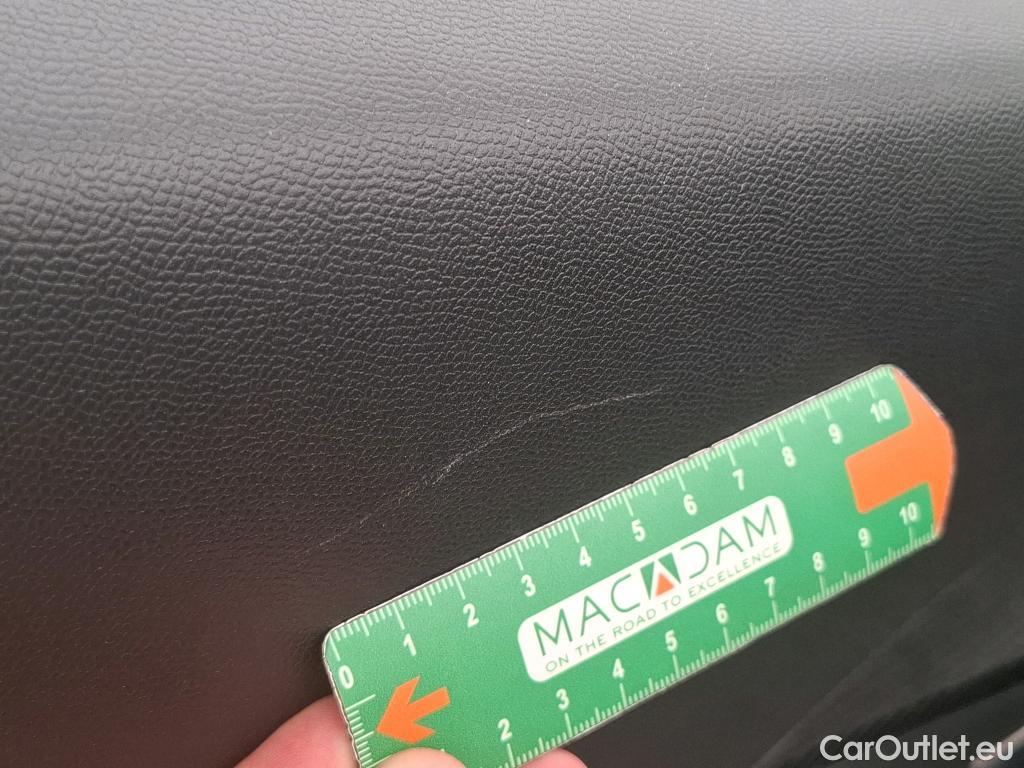 0 1 2 3 4 5 6 7 8 9 10
MACADAM
ON THE ROAD TO EXCELLENCE
2 3 4 5 6 7 8 9 10
CarOutlet.eu